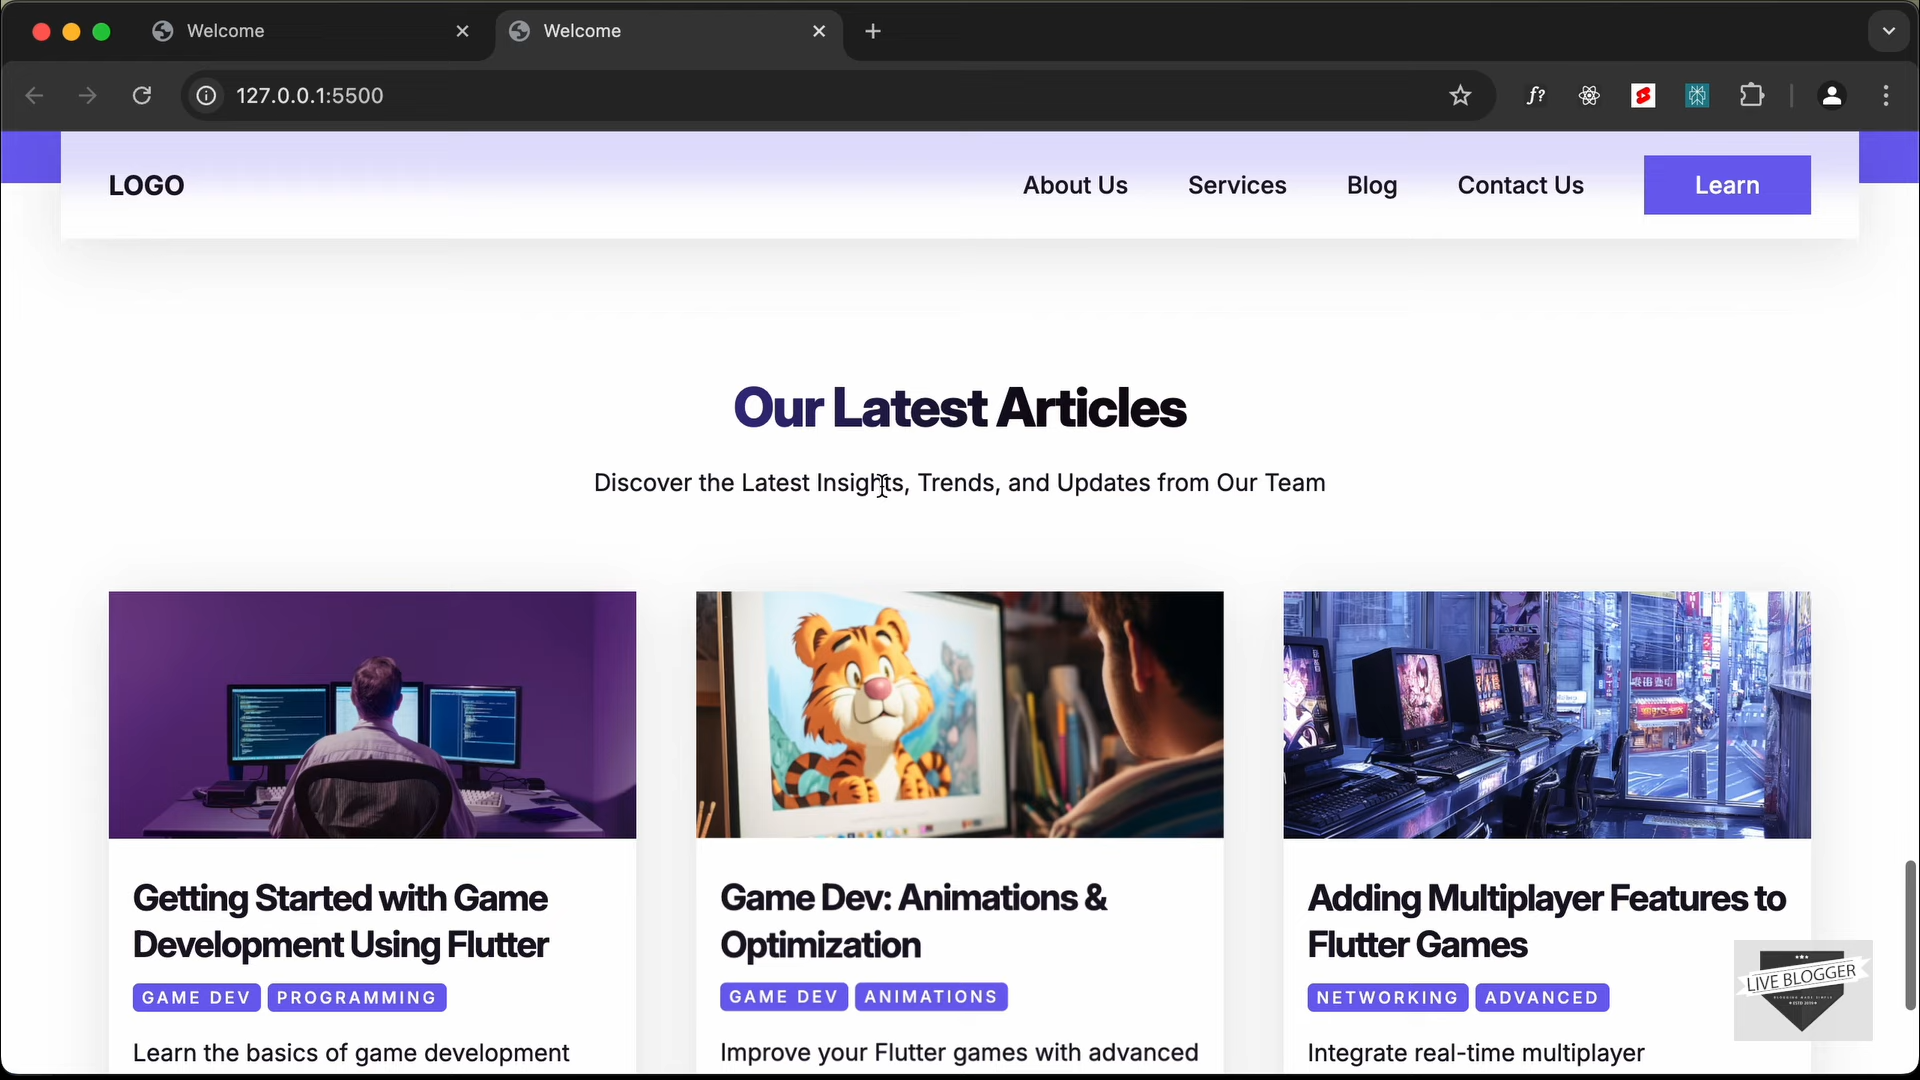 Welcome
Welcome
127.0.0.1:5500
f?
LOGO
About Us
Services
Blog
Contact Us
Learn
Our Latest Articles
Discover the Latest Insights, Trends, and Updates from Our Team
Getting Started with Game
Development Using Flutter
GAME DEV PROGRAMMING
Learn the basics of game development
Game Dev: Animations &
Optimization
GAME DEV ANIMATIONS
Improve your Flutter games with advanced
Adding Multiplayer Features to
Flutter Games
NETWORKING ADVANCED
Integrate real-time multiplayer
LIVE BLOGGER